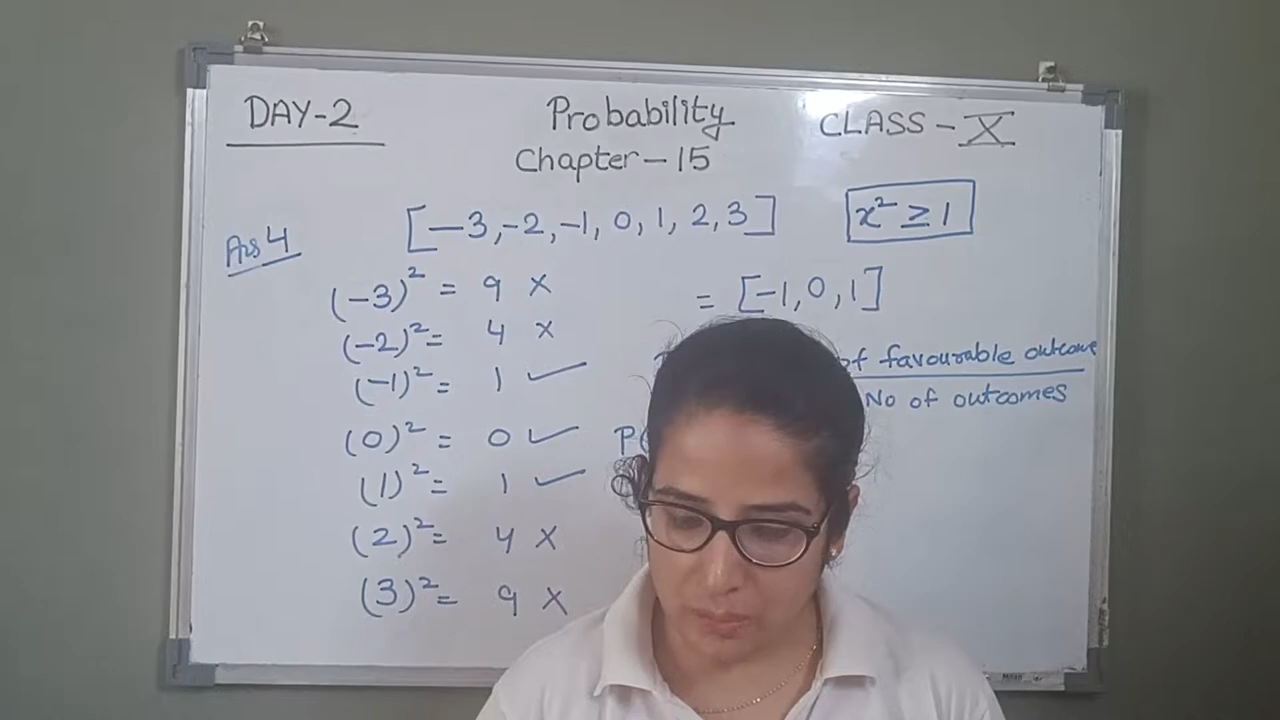 DAY-2
Probability
CLASS - X
Chapter - 15
Ans 4
[-3, -2, -1, 0, 1, 2, 3]
x² ≥ 1
(-3)² = 9 ×
= [-1, 0, 1]
(-2)² = 4 ×
of favourable outcome
(-1)² = 1 ✓
No of outcomes
(0)² = 0 ✓
P(
(1)² = 1 ✓
(2)² = 4 ×
(3)² = 9 ×